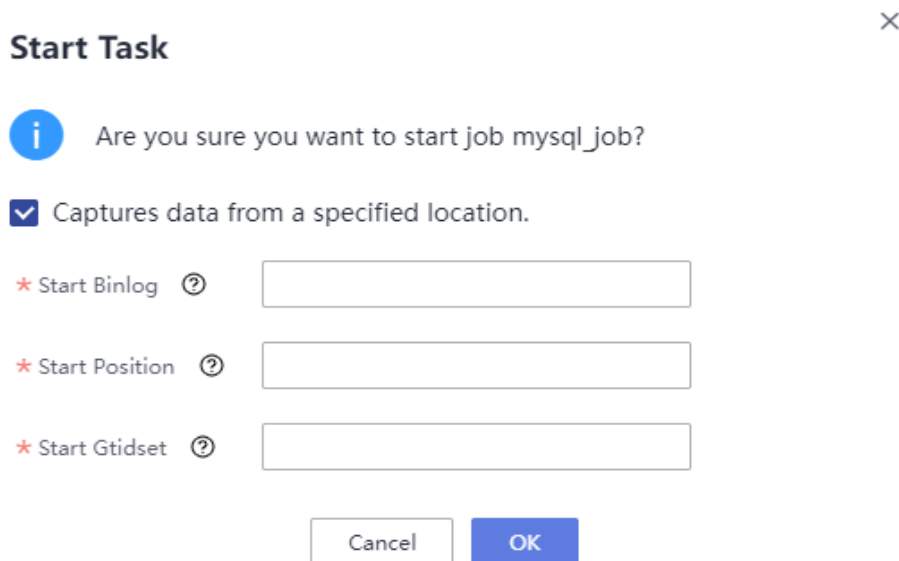 Start Task
Are you sure you want to start job mysql_job?
Captures data from a specified location.
* Start Binlog
* Start Position
* Start Gtidset
Cancel OK